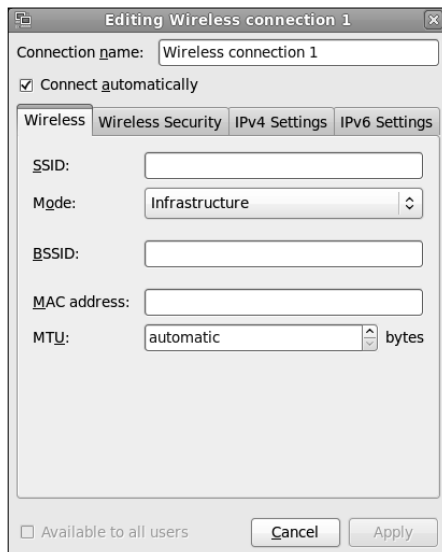 Editing Wireless connection 1
Connection name: Wireless connection 1
Connect automatically
Wireless Wireless Security IPv4 Settings IPv6 Settings
SSID:
Mode: Infrastructure
BSSID:
MAC address:
MTU: automatic bytes
Available to all users Cancel Apply